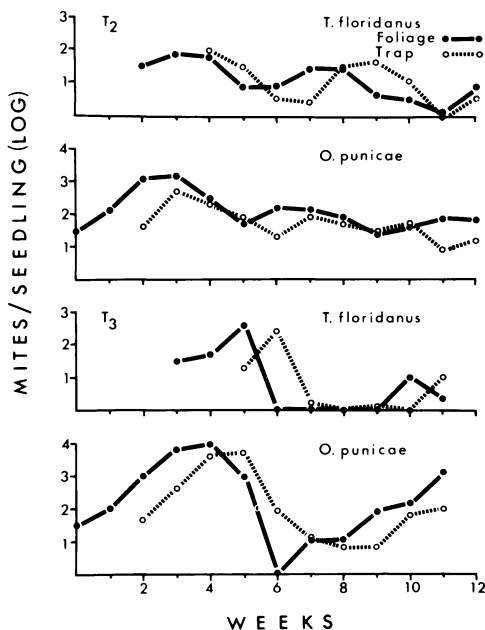 T2 T. floridanus
Foliage
Trap
3
2
1
O. punicae
4
3
2
1
T3 T. floridanus
3
2
1
O. punicae
4
3
2
1
2 4 6 8 10 12
WEEKS
MITES/SEEDLING (LOG)